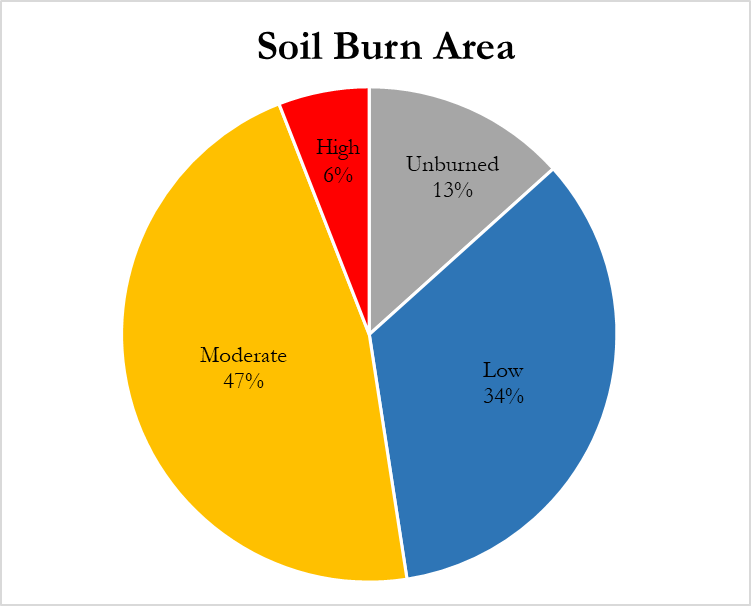 Soil Burn Area
High
6%
Unburned
13%
Moderate
47%
Low
34%